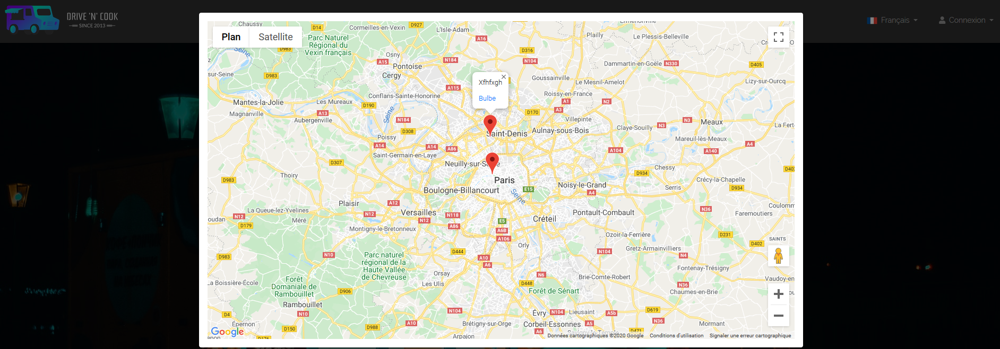 DRIVE 'N' COOK
SINCE 2013
Français
Connexion
Plan
Satellite
Chaussy
D14
Cormeilles-en-Vexin
D927
L'Isle-Adam
Ermenonville
Plailly
Le Plessis-Belleville
Parc Naturel
Régional du
Vexin français
A16
D983
Seine
Osny
D316
A15
Pontoise
N184
N104
Dammartin-en-Goële
N330
D405
sur-Seine
D983
Cergy
Goussainville
Le Mesnil-Amelot
Lizy-sur-Ourcq
Xfhfxgh
Bulbe
A115
Conflans-Sainte-Honorine
Roissy-en-France
Mantes-la-Jolie
Les Mureaux
D190
A1
N2
Magnanville
A13
Seine
A3
D170
Aubergenville
N184
Villepinte
N3
Meaux
La Fert
D308
Saint-Denis
Aulnay-sous-Bois
Claye-Souilly
N3
Poissy
Mareuil-lès-Meaux
A14
A14
A86
A104
A140
A4
Saint-Germain-en-Laye
D307
Neuilly-sur-Seine
Chessy
D402
Thoiry
D983
Paris
D934
Crécy-la-Chapelle
Boulogne-Billancourt
E15
Noisy-le-Grand
Serris
D934
A4
Seine
Plaisir
A12
Coulomm
La Queue-lez-Yvelines
Versailles
Pontault-Combault
N36
Faremoutiers
oudan
N12
N12
N12
N118
Créteil
Méré
E5
D179
A86
Montigny-le-Bretonneux
A6B
Ozoir-la-Ferrière
D231
A106
SAINTS
Orly
D402
D444
Gretz-Armainvilliers
D983
N10
Parc naturel
régional de la
Haute Vallée
de Chevreuse
A10
N104
N4
A6
Fontenay-Trésigny
Orsay
N6
Brie-Comte-Robert
Vaudoy-en
La Boissière-École
Forêt
Domaniale de
Rambouillet
Les Ulis
D448
N36
D906
Forêt de Sénart
Chaumes-en-Brie
Rambouillet
N10
N104
Évry
N104
Lieusaint
A5b
D619
D4
Épernon
A10
Brétigny-sur-Orge
Corbeil-Essonnes
A5
N36
Mormant
D150
D988
A6
Savigny-le-Temple
D471
Google
D176
Arpajon
Données cartographiques ©2020 Google
Conditions d'utilisation
Signaler une erreur cartographique